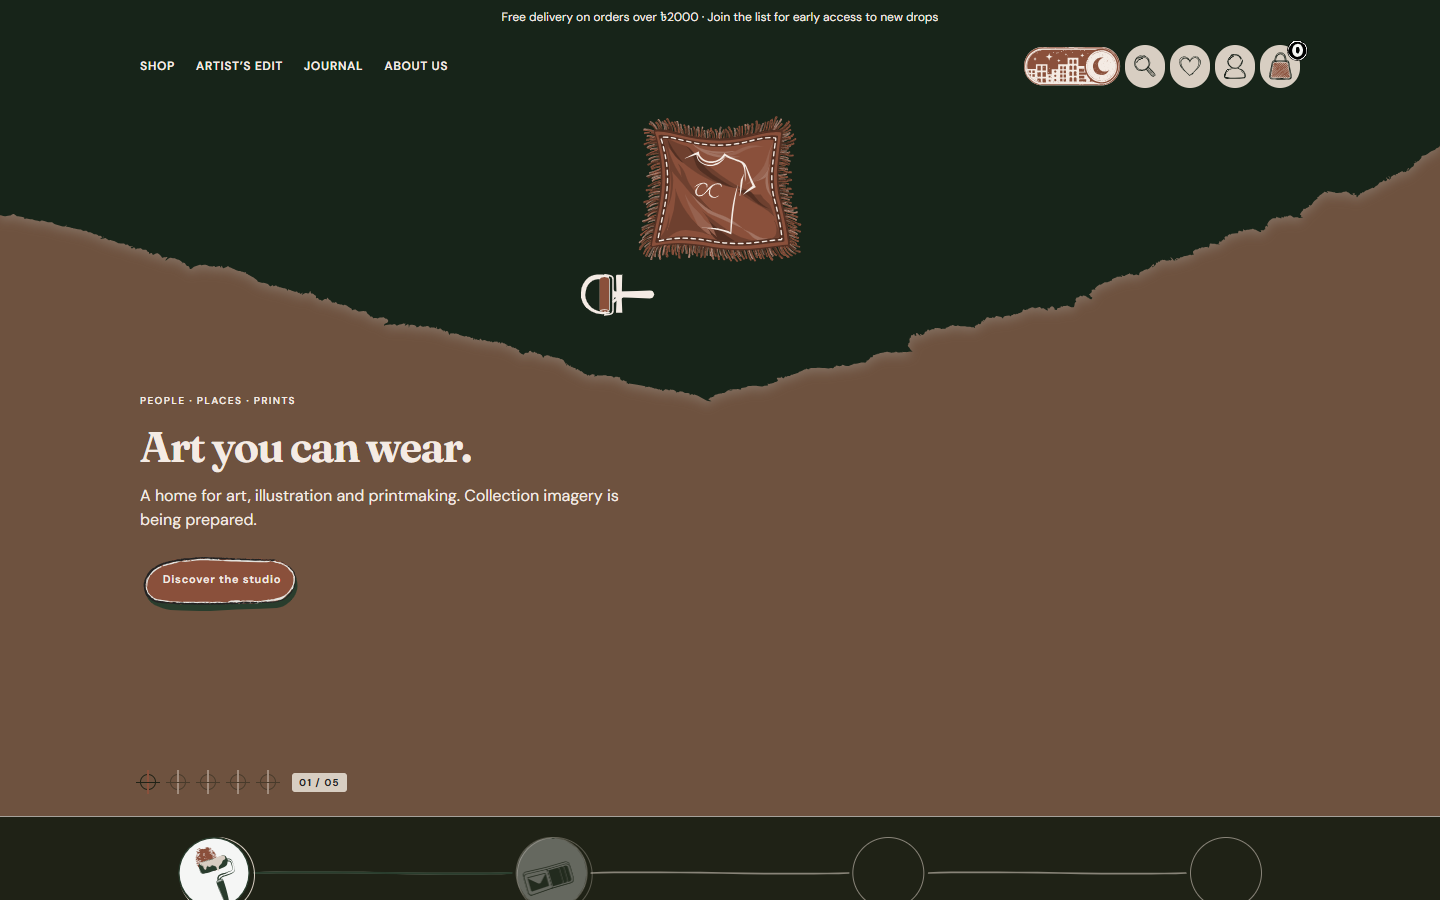 Free delivery on orders over ৳2000 · Join the list for early access to new drops
SHOP ARTIST’S EDIT JOURNAL ABOUT US
0
CC
PEOPLE · PLACES · PRINTS
Art you can wear.
A home for art, illustration and printmaking. Collection imagery is
being prepared.
Discover the studio
01 / 05